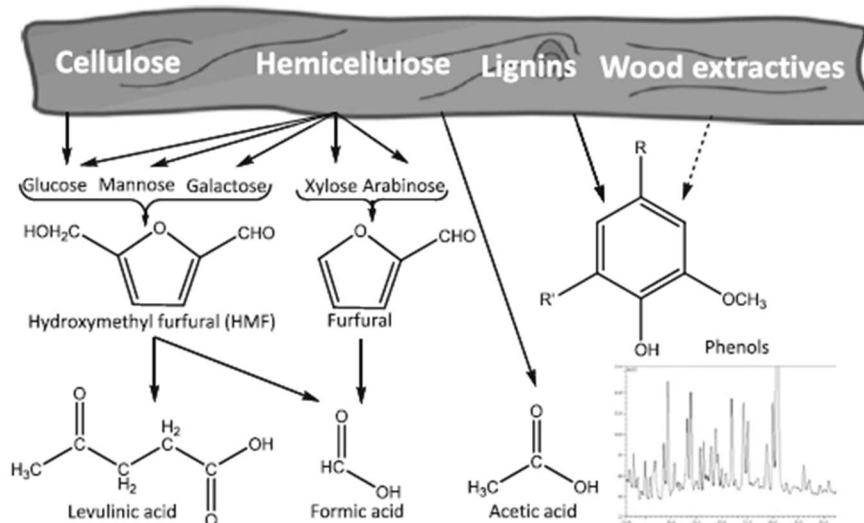 Cellulose Hemicellulose Lignins Wood extractives
Glucose Mannose Galactose Xylose Arabinose
HOH₂C O CHO
O CHO
Hydroxymethyl furfural (HMF)
Furfural
R
R'
OCH₃
OH
Phenols
O
H₃C C C H₂ C H₂ C OH
O
Levulinic acid
O
HC
OH
Formic acid
O
H₃C C OH
Acetic acid